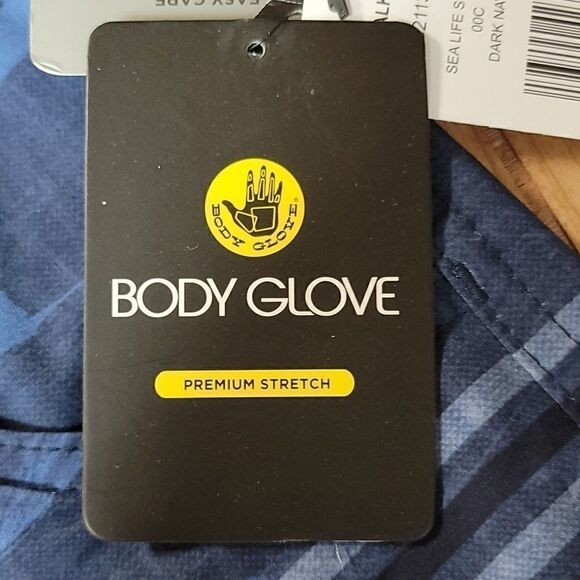 EASY CARE
SEA LIFE S
00C
DARK NA
BODY GLOVE
®
BODY GLOVE
PREMIUM STRETCH